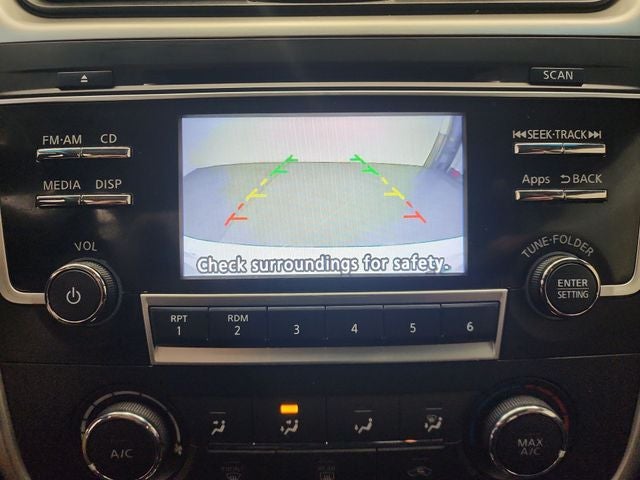 SCAN
FM·AM CD
SEEK·TRACK
MEDIA DISP
Apps BACK
VOL
TUNE·FOLDER
ENTER
SETTING
Check surroundings for safety.
RPT
1
RDM
2
3
4
5
6
A/C
MAX
A/C